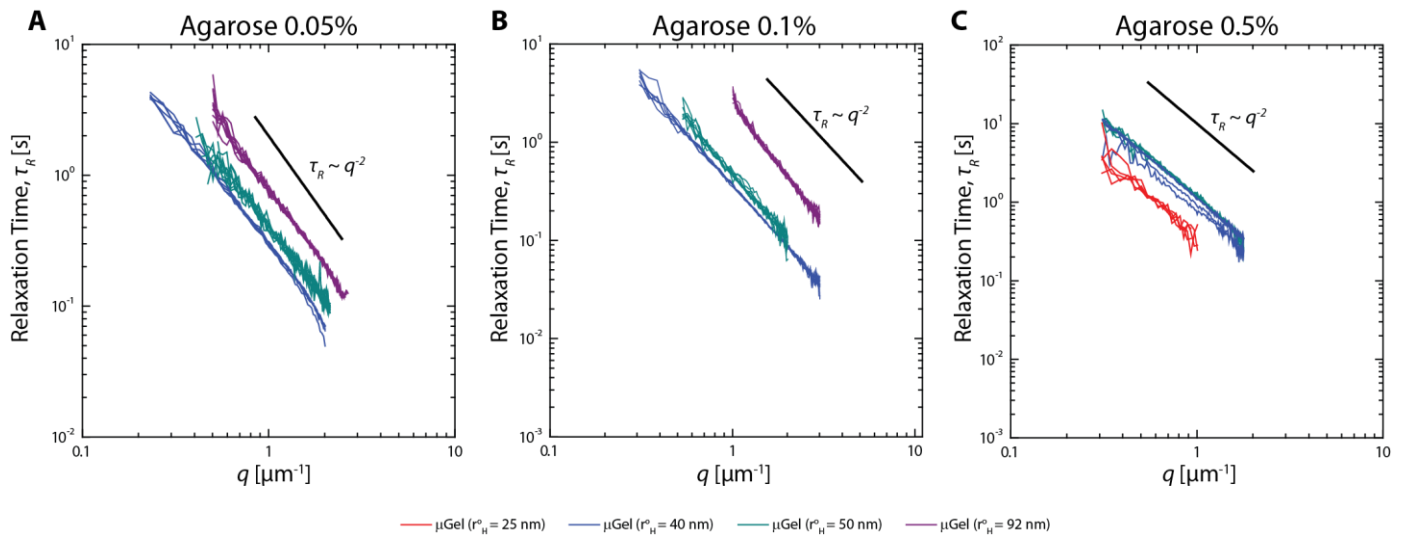 A
Agarose 0.05%
B
Agarose 0.1%
C
Agarose 0.5%
Relaxation Time, τR [s]
10¹
10⁰
10⁻¹
10⁻²
0.1
1
10
q [µm⁻¹]
τR ~ q⁻²
Relaxation Time, τR [s]
10¹
10⁰
10⁻¹
10⁻²
10⁻³
0.1
1
10
q [µm⁻¹]
τR ~ q⁻²
Relaxation Time, τR [s]
10²
10¹
10⁰
10⁻¹
10⁻²
10⁻³
0.1
1
10
q [µm⁻¹]
τR ~ q⁻²
µGel (r°H = 25 nm)
µGel (r°H = 40 nm)
µGel (r°H = 50 nm)
µGel (r°H = 92 nm)